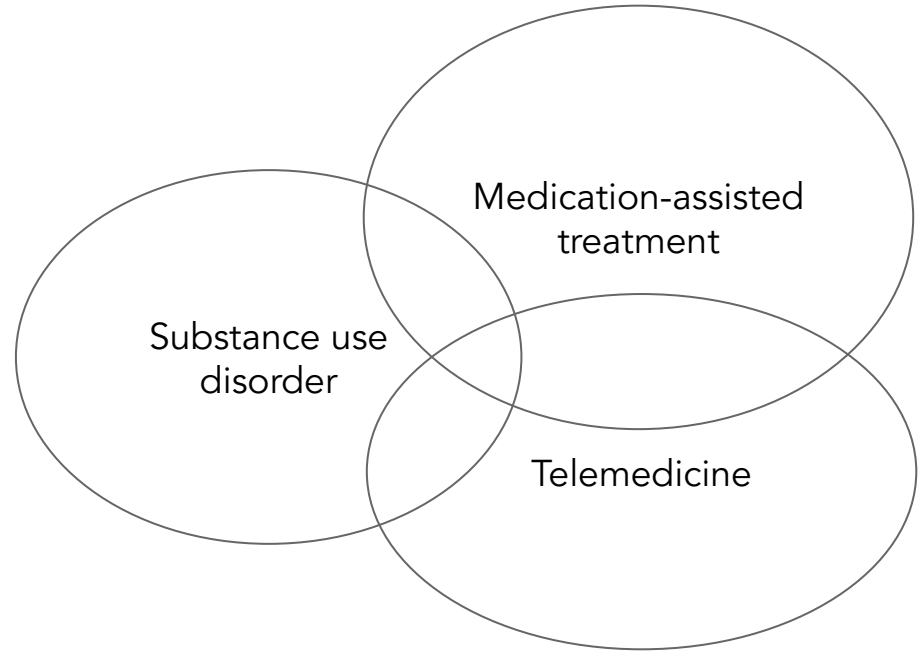 Medication-assisted
treatment
Substance use
disorder
Telemedicine